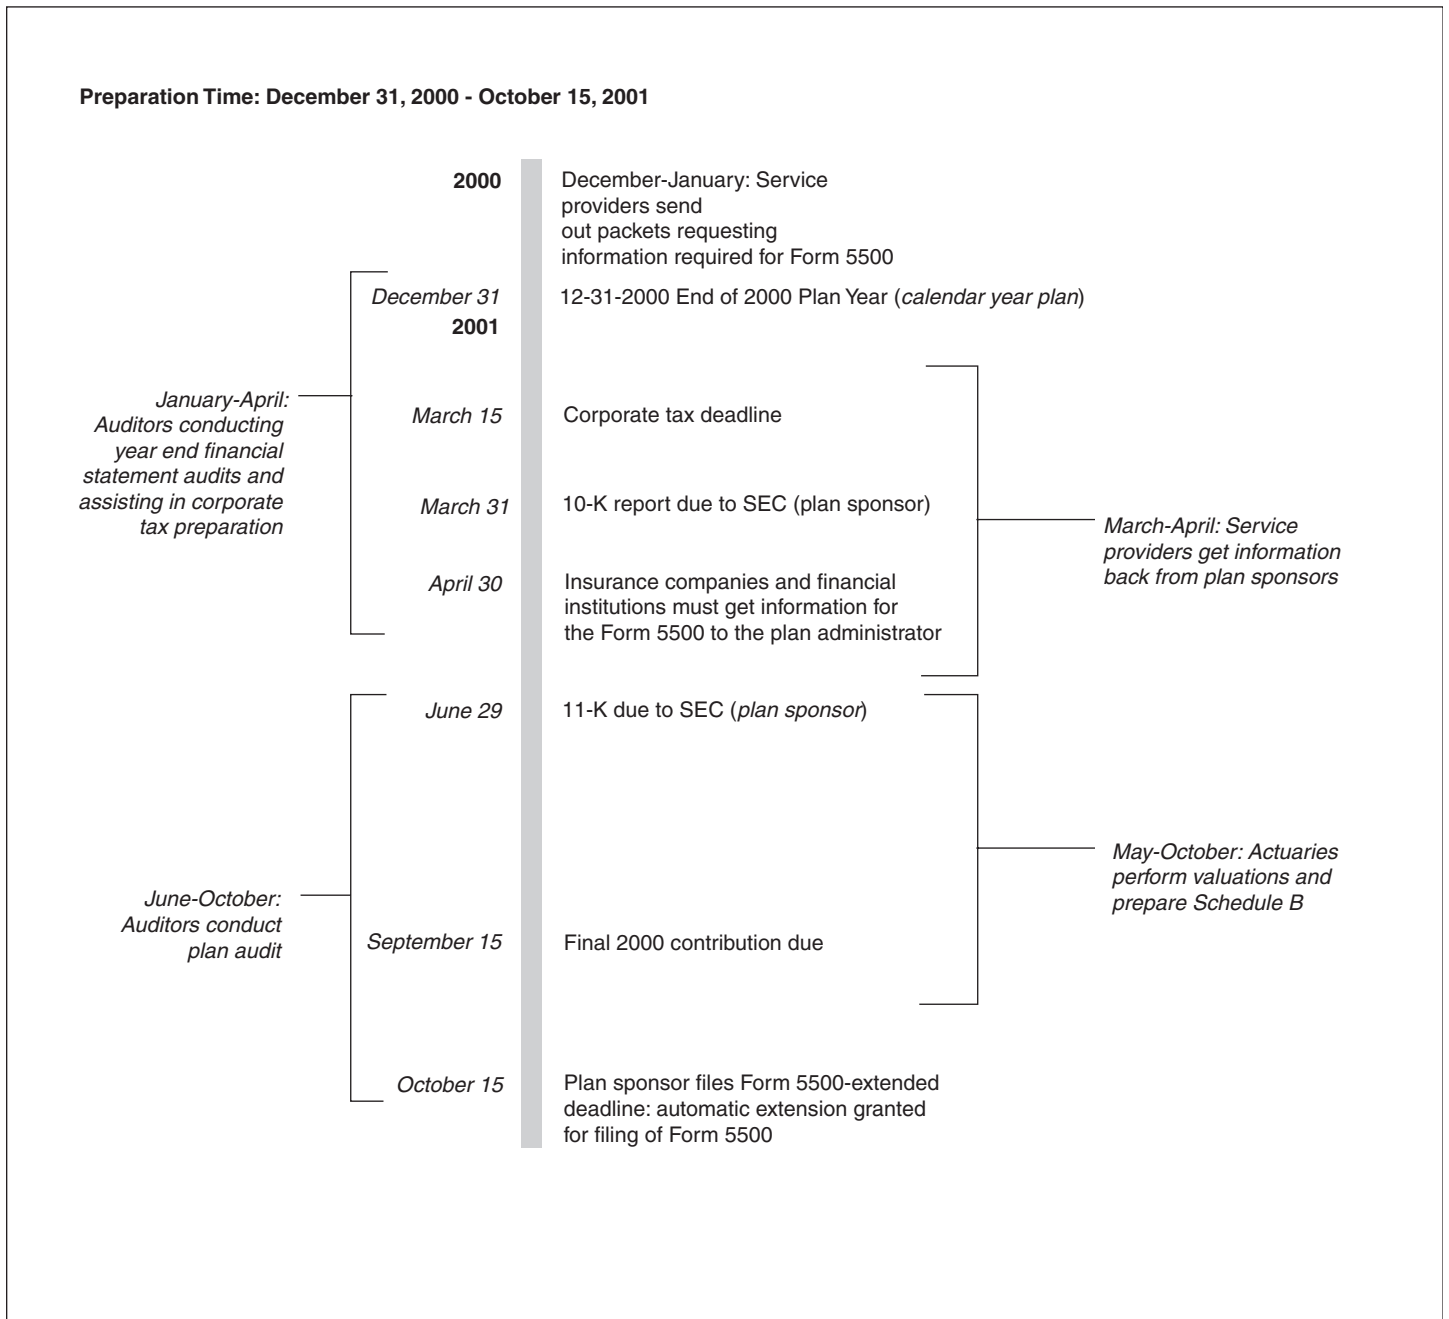 Preparation Time: December 31, 2000 - October 15, 2001
2000
December-January: Service
providers send
out packets requesting
information required for Form 5500
December 31
12-31-2000 End of 2000 Plan Year (calendar year plan)
2001
January-April:
Auditors conducting
year end financial
statement audits and
assisting in corporate
tax preparation
March 15
Corporate tax deadline
March 31
10-K report due to SEC (plan sponsor)
March-April: Service
providers get information
back from plan sponsors
April 30
Insurance companies and financial
institutions must get information for
the Form 5500 to the plan administrator
June 29
11-K due to SEC (plan sponsor)
May-October: Actuaries
perform valuations and
prepare Schedule B
June-October:
Auditors conduct
plan audit
September 15
Final 2000 contribution due
October 15
Plan sponsor files Form 5500-extended
deadline: automatic extension granted
for filing of Form 5500